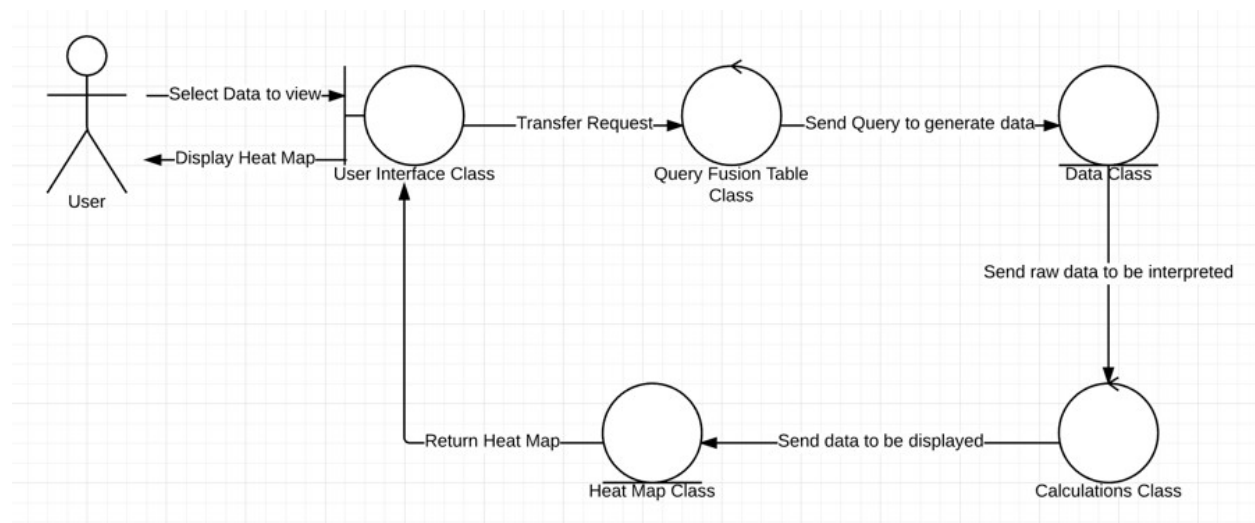 Select Data to view
Display Heat Map
User
User Interface Class
Transfer Request
Query Fusion Table
Class
Send Query to generate data
Data Class
Send raw data to be interpreted
Calculations Class
Send data to be displayed
Heat Map Class
Return Heat Map